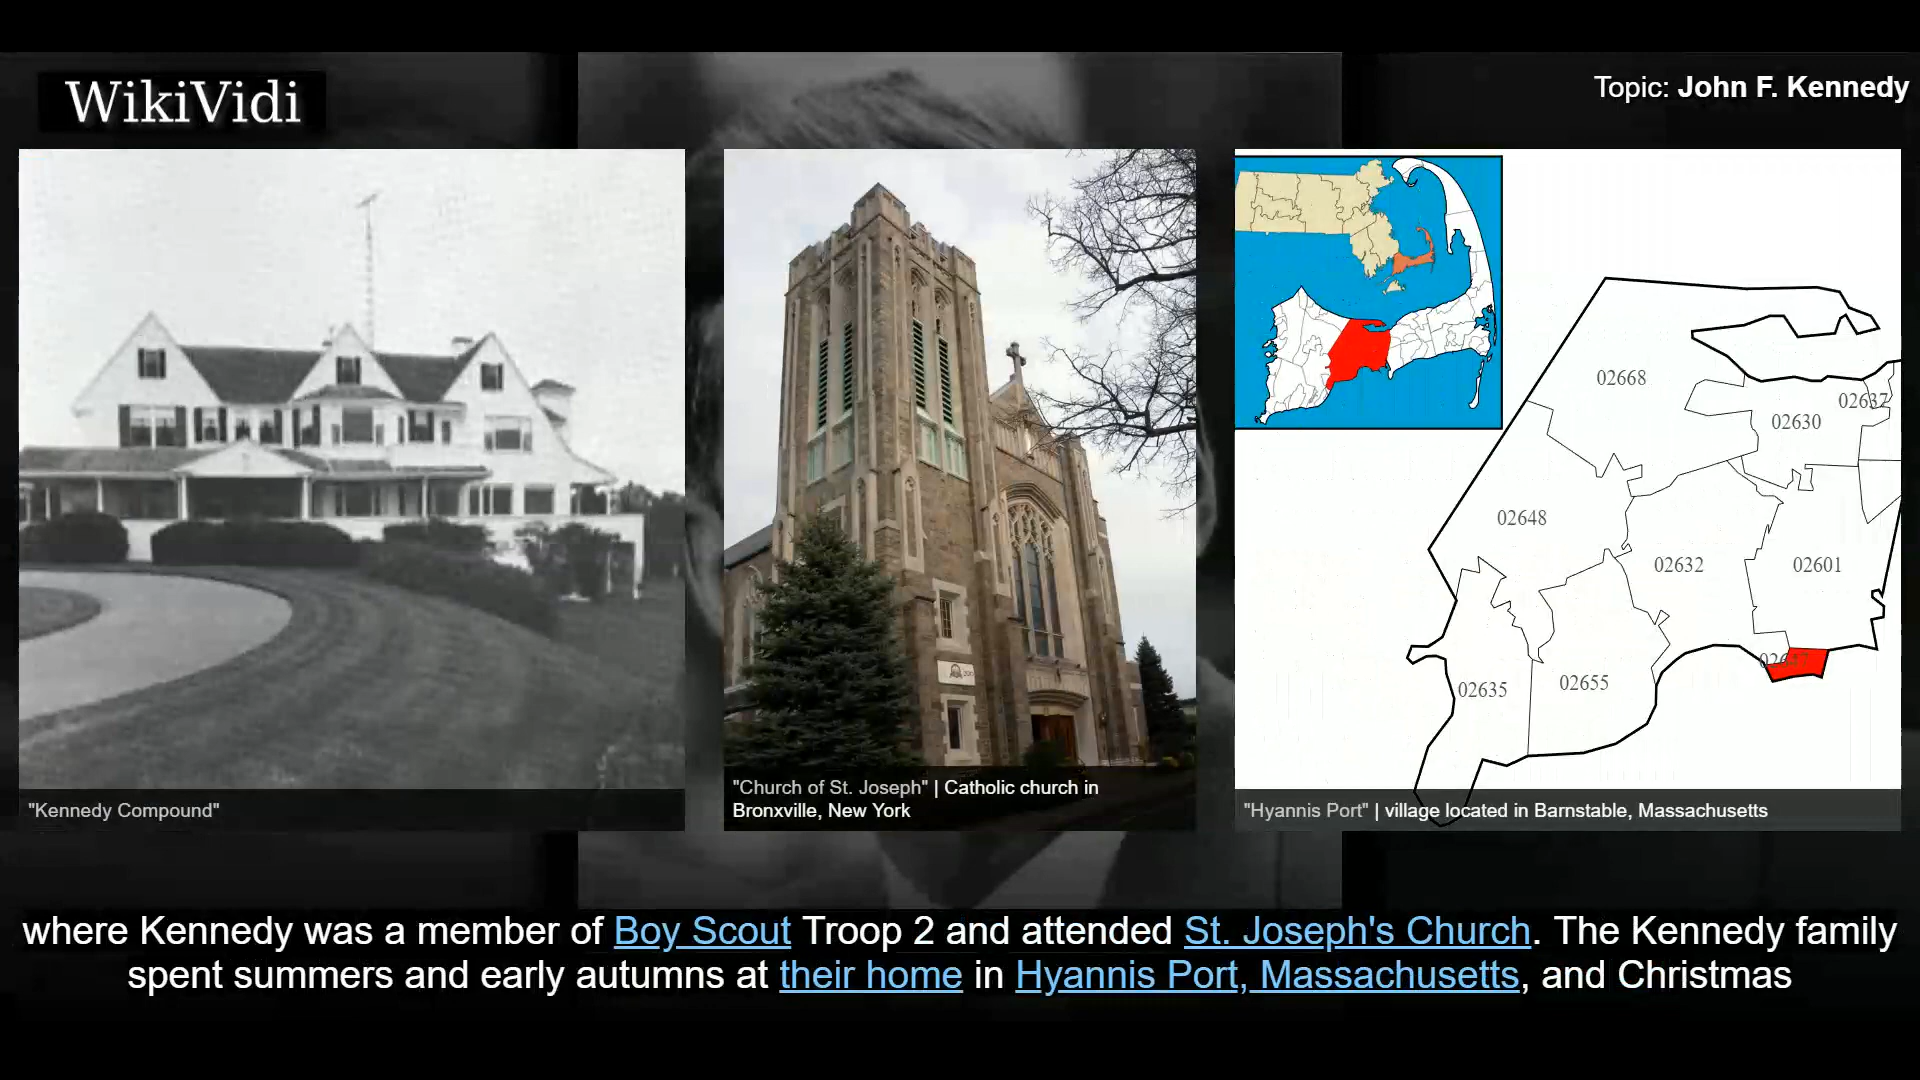 WikiVidi
Topic: John F. Kennedy
"Kennedy Compound"
"Church of St. Joseph" | Catholic church in
Bronxville, New York
02668
02637
02630
02648
02632
02601
02647
02635
02655
"Hyannis Port" | village located in Barnstable, Massachusetts
where Kennedy was a member of Boy Scout Troop 2 and attended St. Joseph's Church. The Kennedy family
spent summers and early autumns at their home in Hyannis Port, Massachusetts, and Christmas